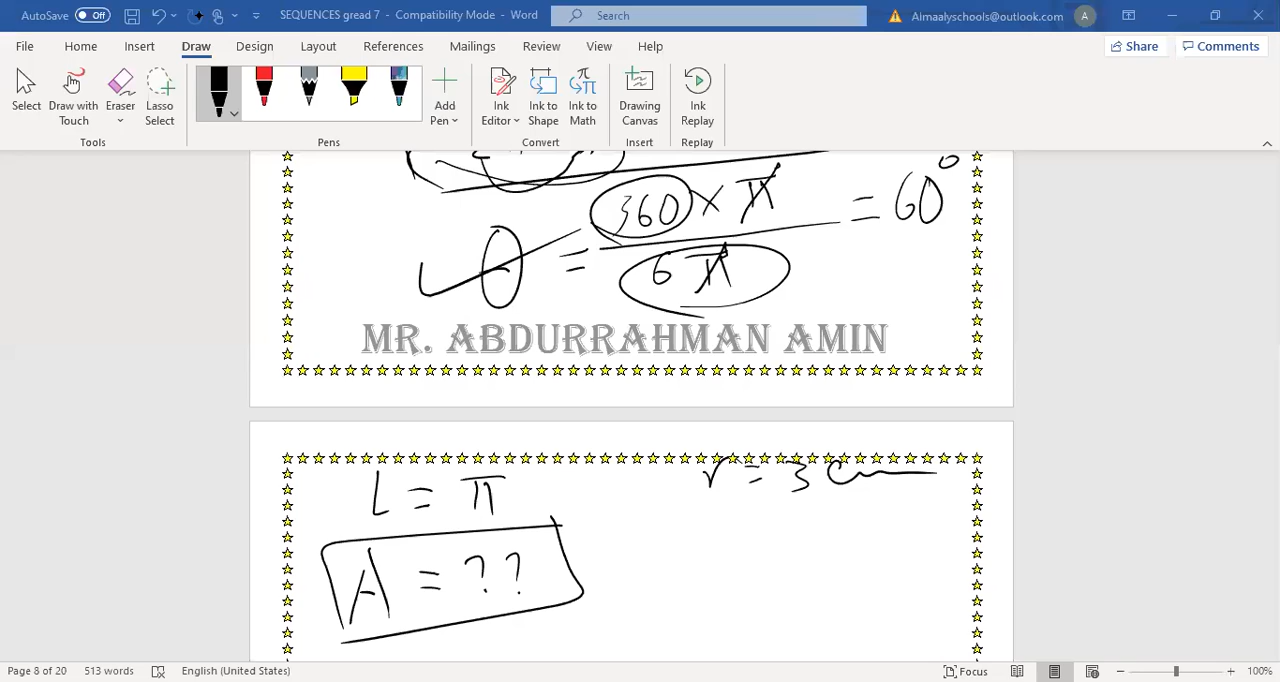 AutoSave Off SEQUENCES gread 7 - Compatibility Mode - Word Search Almaalyschools@outlook.com A
File Home Insert Draw Design Layout References Mailings Review View Help Share Comments
Select Draw with Touch Eraser Lasso Select Add Pen Ink Editor Ink to Shape Ink to Math Drawing Canvas Ink Replay
Tools Pens Convert Insert Replay
θ = 360 × π / 6 π = 60°
MR. ABDURRAHMAN AMIN
L = π r = 3 cm
A = ??
Page 8 of 20 513 words English (United States) Focus 100%